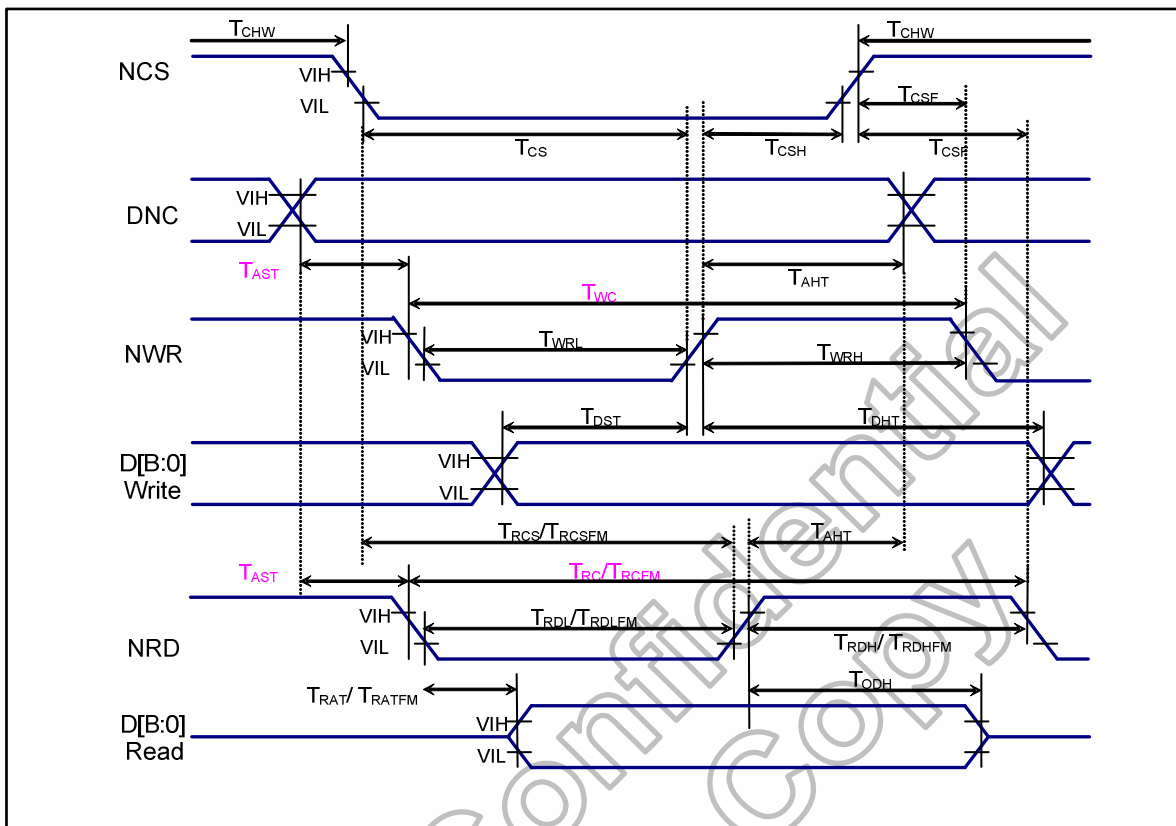 TCHW TCHW
NCS
VIH
VIL
TCSF
TCS TCSH TCSF
DNC
VIH
VIL
TAST TAHT
TWC
NWR
VIH
VIL
TWRL TWRH
TDST TDHT
D[B:0]
Write
VIH
VIL
TRCS/TRCSFM TAHT
TAST TRC/TRCFM
NRD
VIH
VIL
TRDL/TRDLFM
TRDH/ TRDHFM
TRAT/ TRATFM TODH
D[B:0]
Read
VIH
VIL
Confidential
Copy